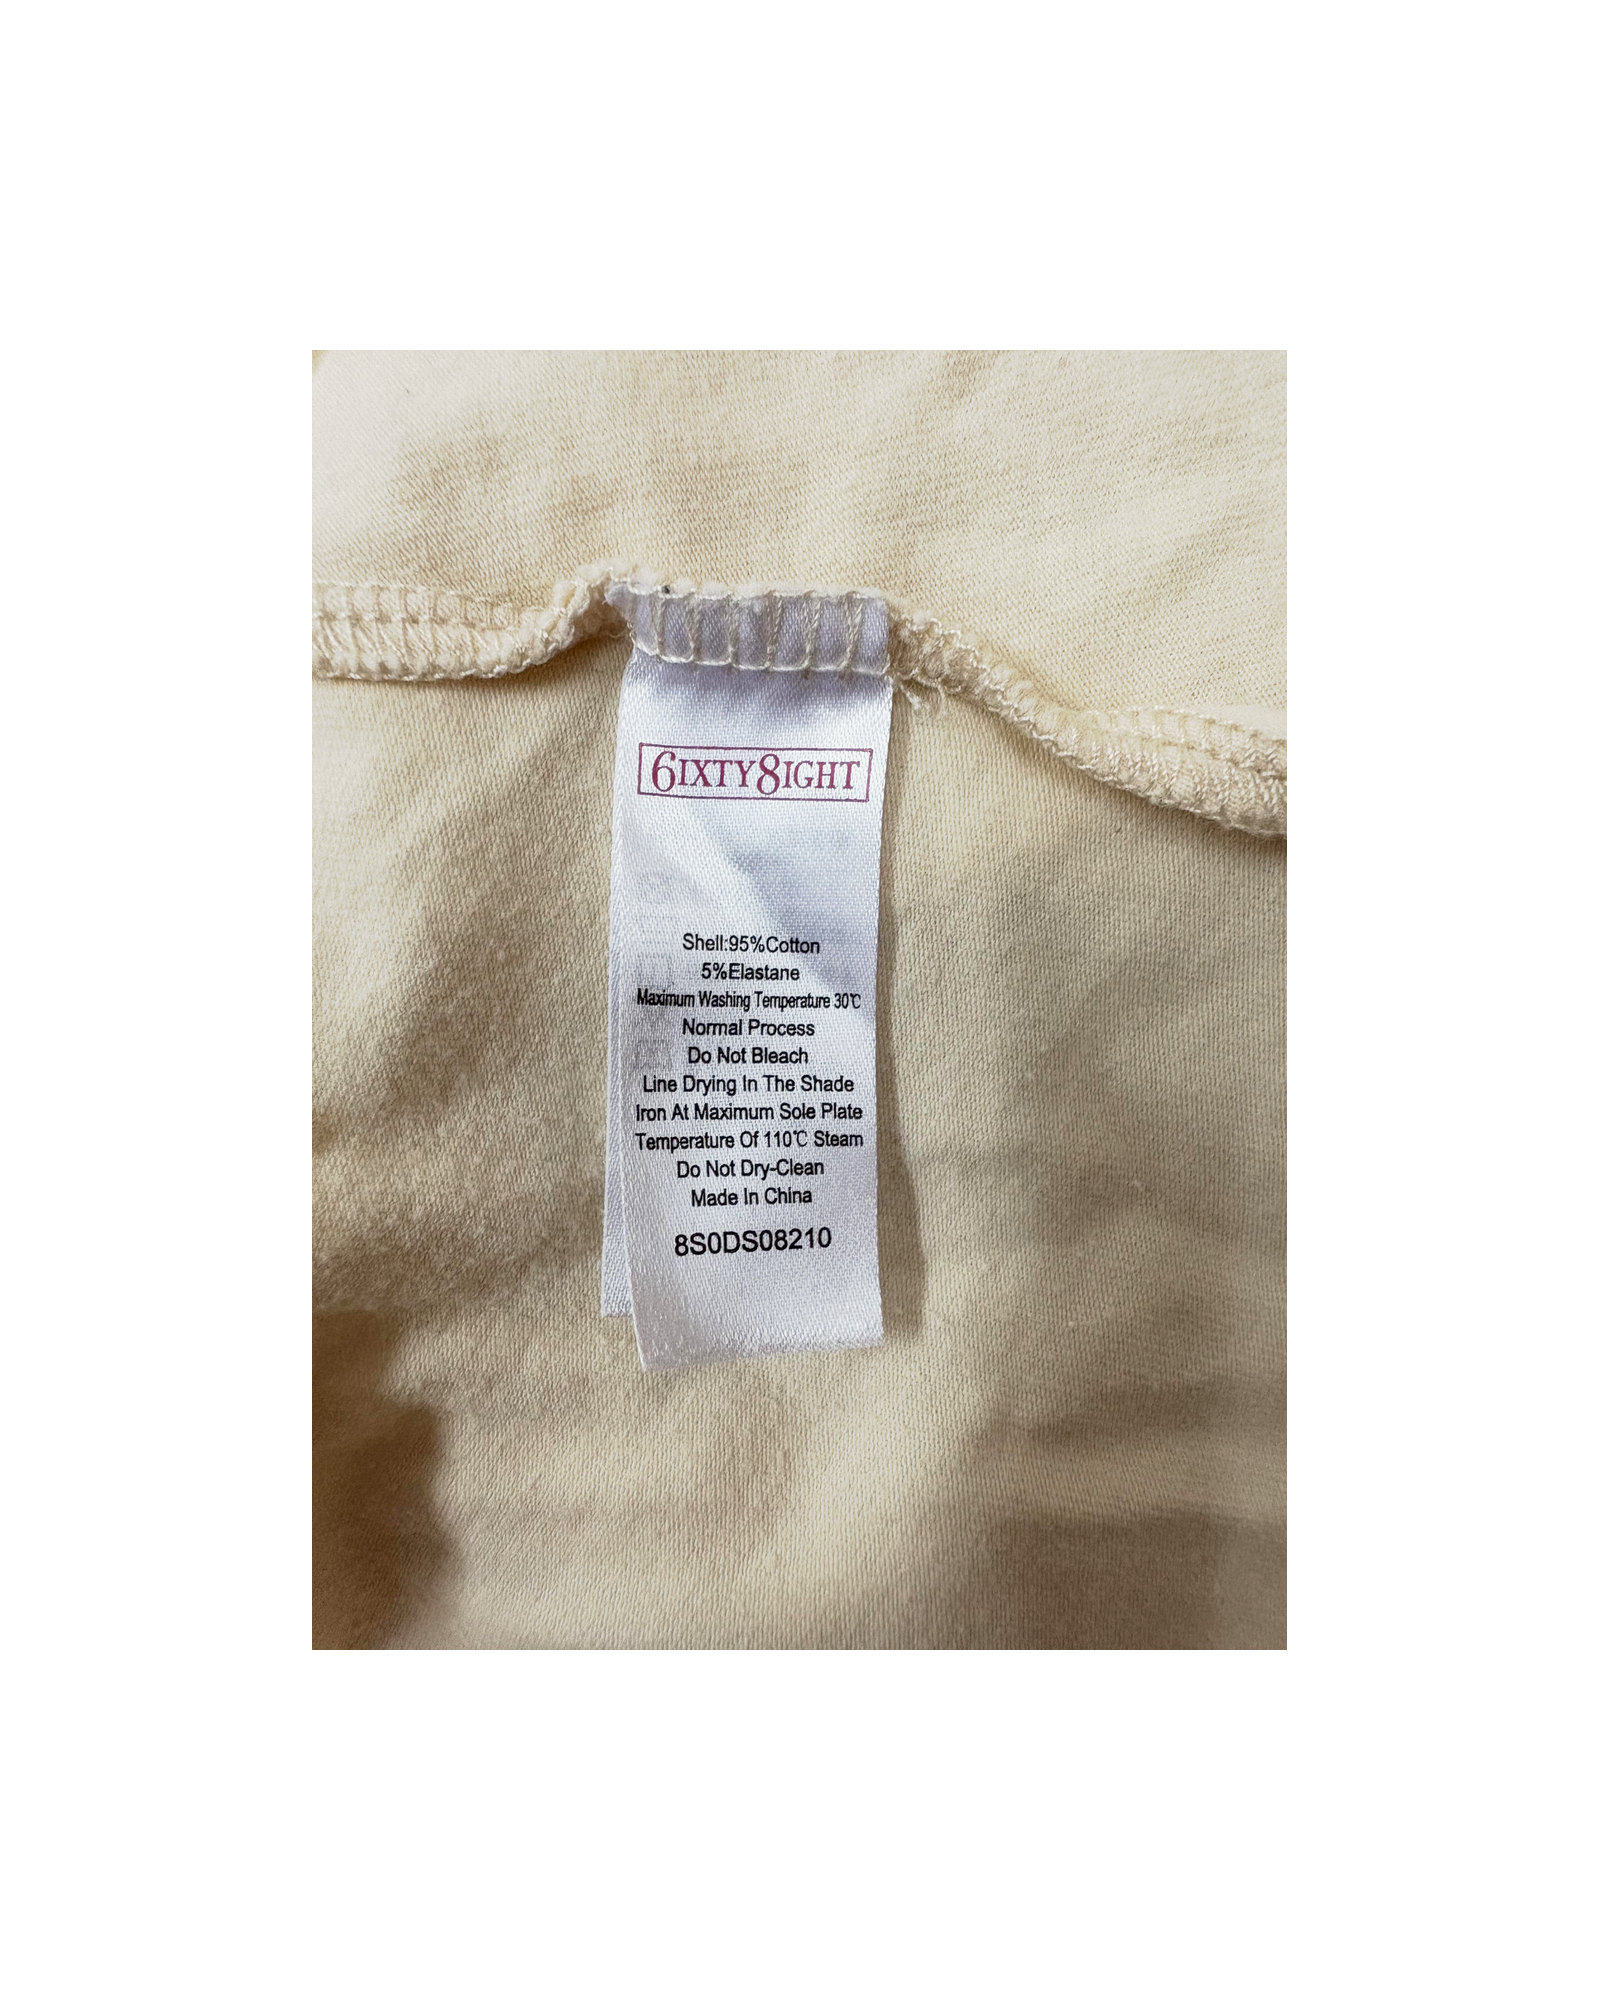 6IXTY8IGHT
Shell:95%Cotton
5%Elastane
Maximum Washing Temperature 30℃
Normal Process
Do Not Bleach
Line Drying In The Shade
Iron At Maximum Sole Plate
Temperature Of 110℃ Steam
Do Not Dry-Clean
Made In China
8S0DS08210